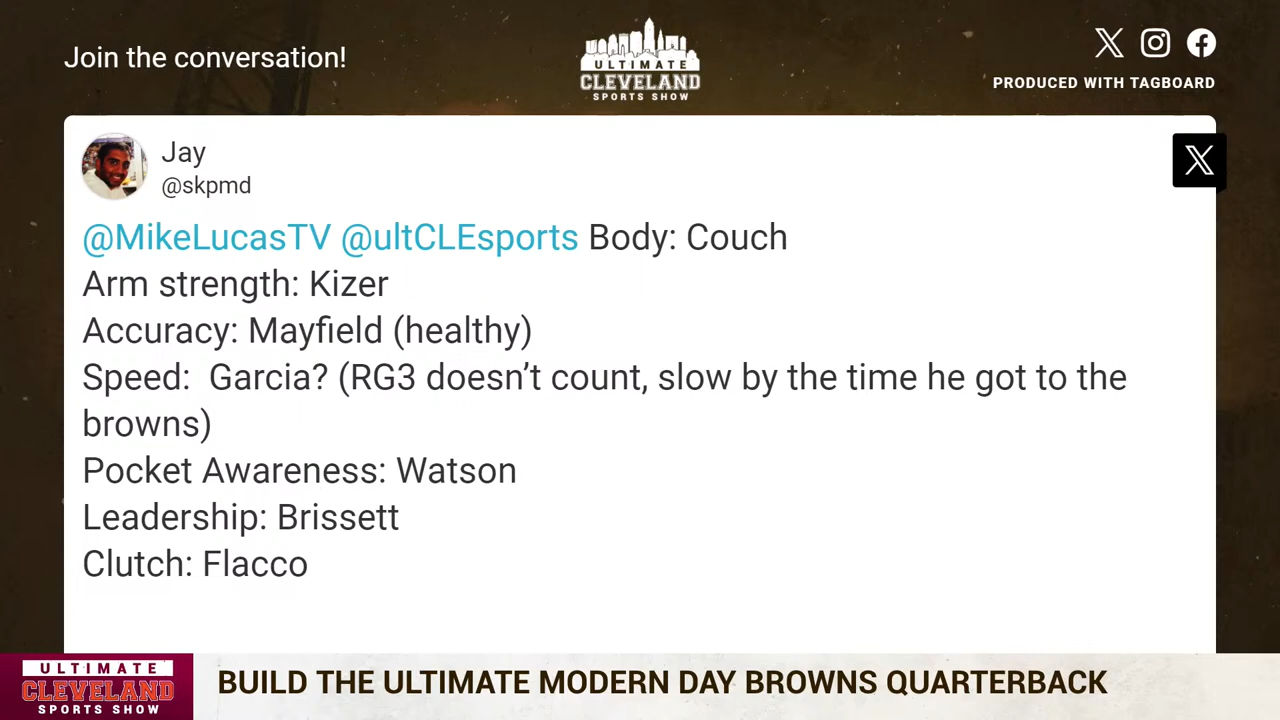 Join the conversation!
ULTIMATE
CLEVELAND
SPORTS SHOW
PRODUCED WITH TAGBOARD
Jay
@skpmd
@MikeLucasTV @ultCLEsports Body: Couch
Arm strength: Kizer
Accuracy: Mayfield (healthy)
Speed:  Garcia? (RG3 doesn’t count, slow by the time he got to the
browns)
Pocket Awareness: Watson
Leadership: Brissett
Clutch: Flacco
ULTIMATE
CLEVELAND
SPORTS SHOW
BUILD THE ULTIMATE MODERN DAY BROWNS QUARTERBACK